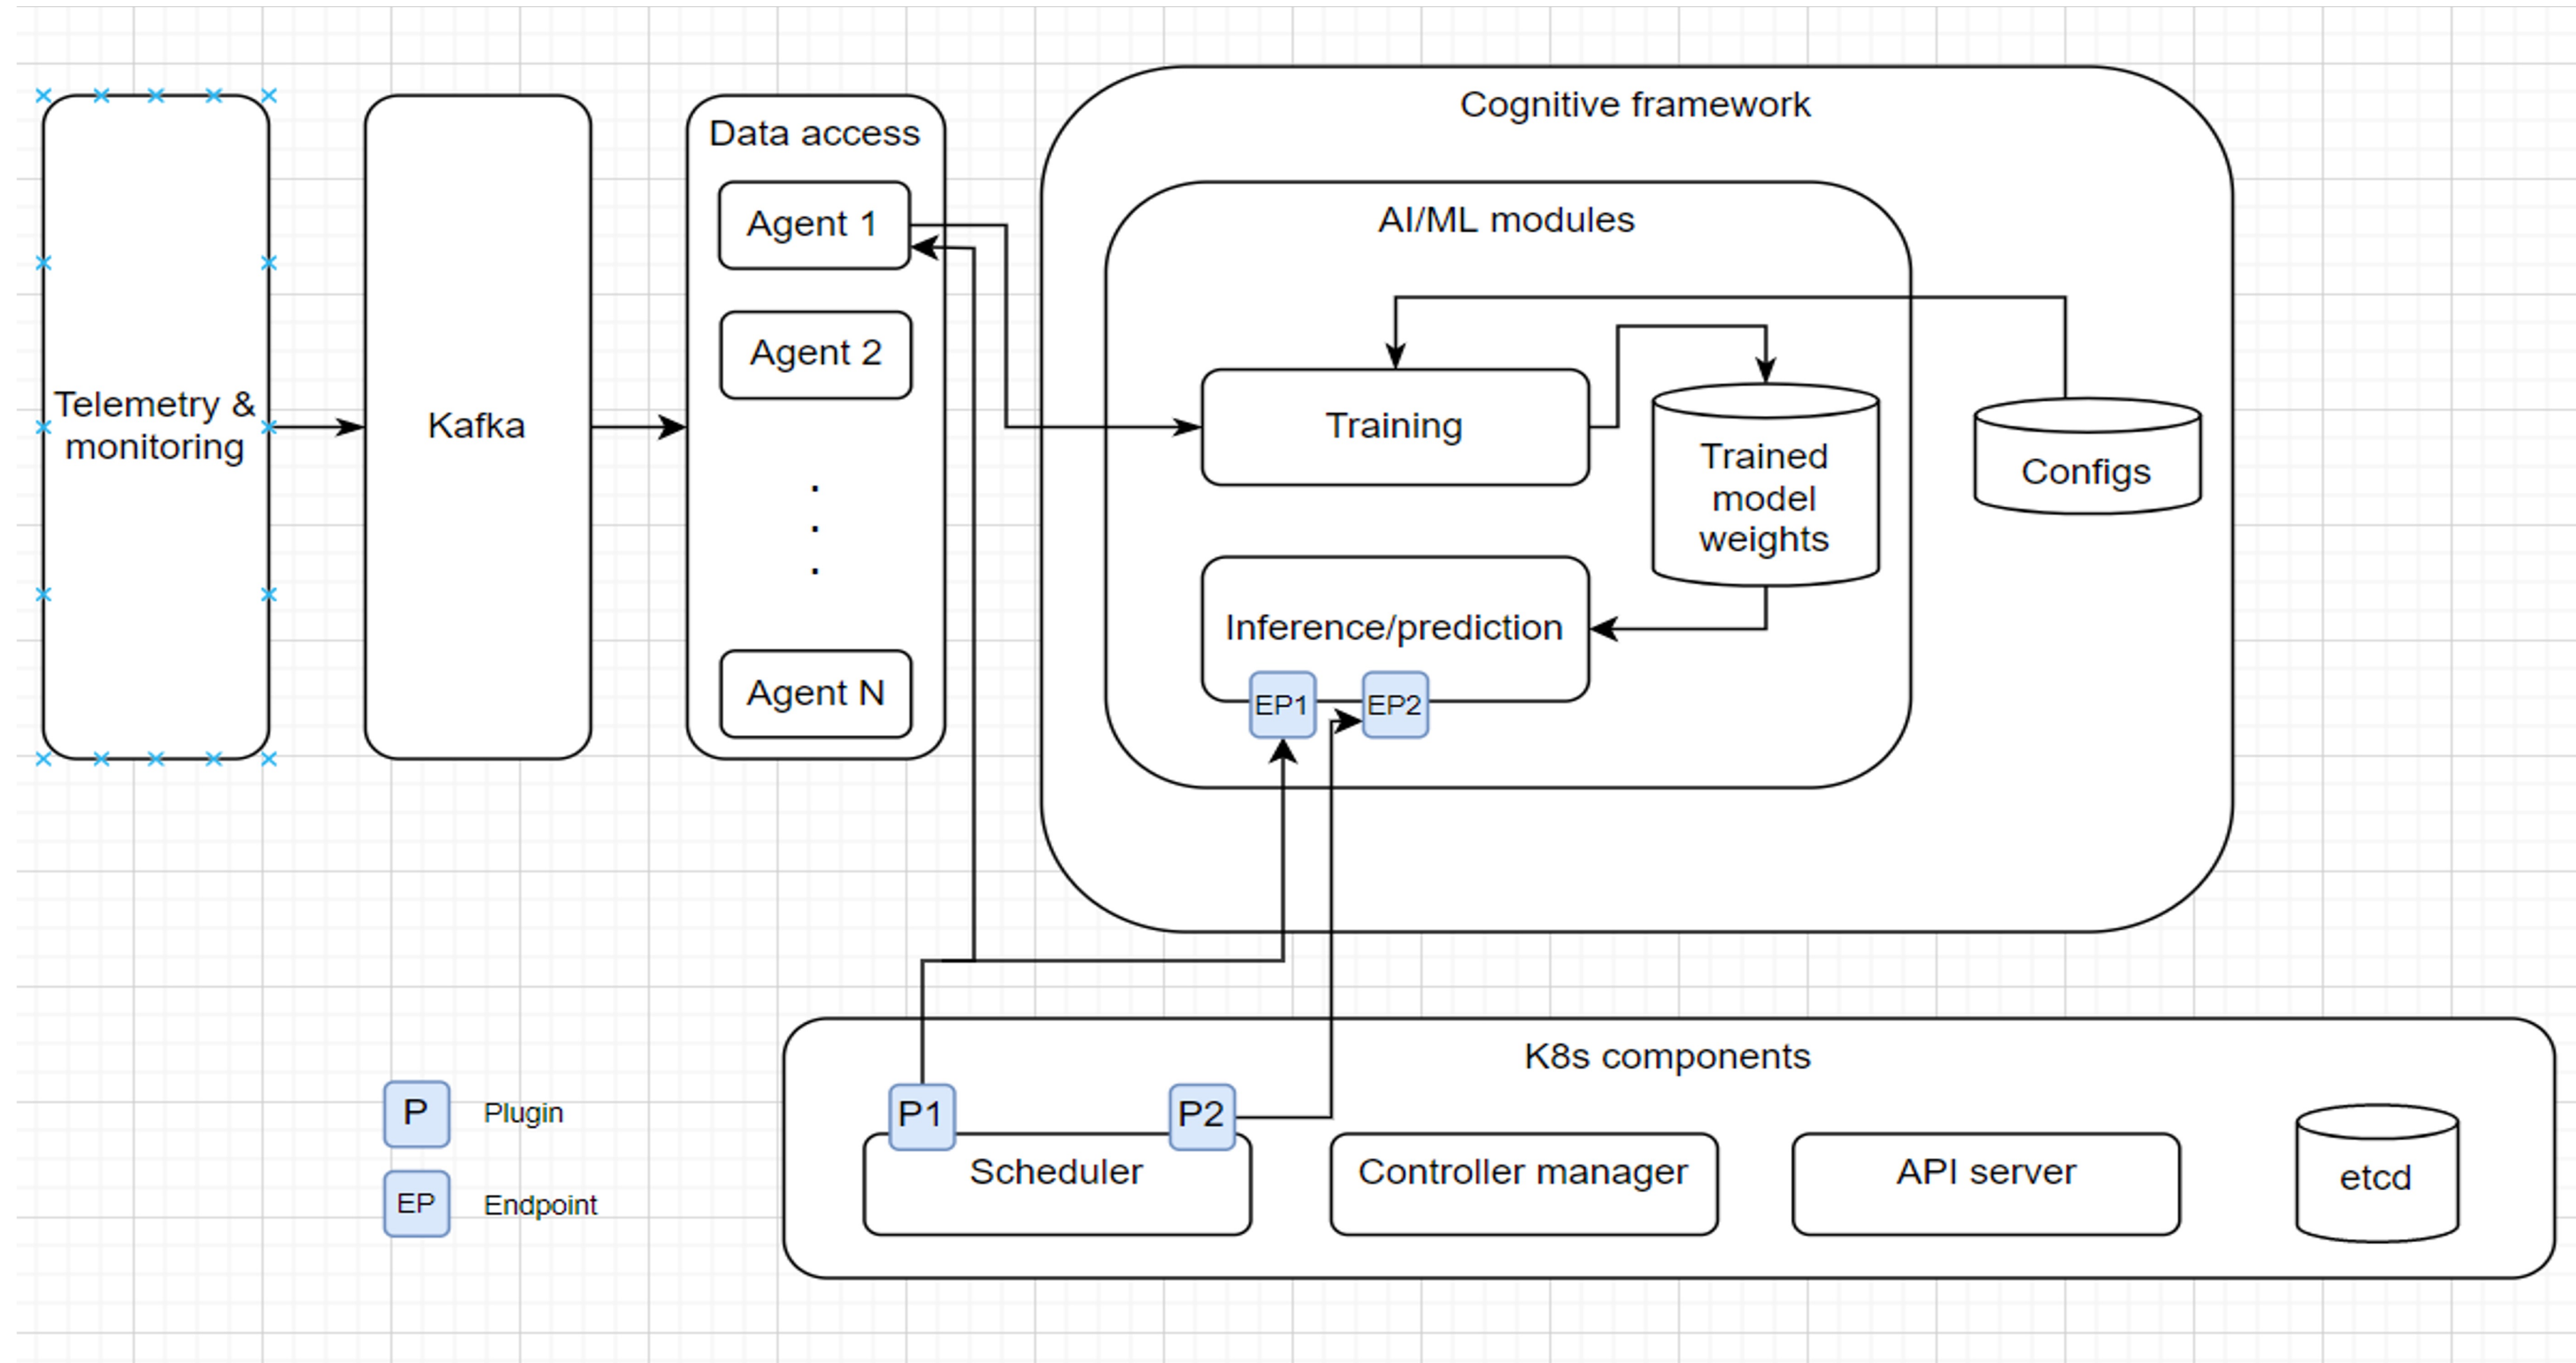 Cognitive framework
Data access
AI/ML modules
Agent 1
Agent 2
.
.
.
Agent N
Telemetry &
monitoring
Kafka
Training
Trained
model
weights
Configs
Inference/prediction
EP1
EP2
K8s components
P1
P2
Scheduler
Controller manager
API server
etcd
P
Plugin
EP
Endpoint